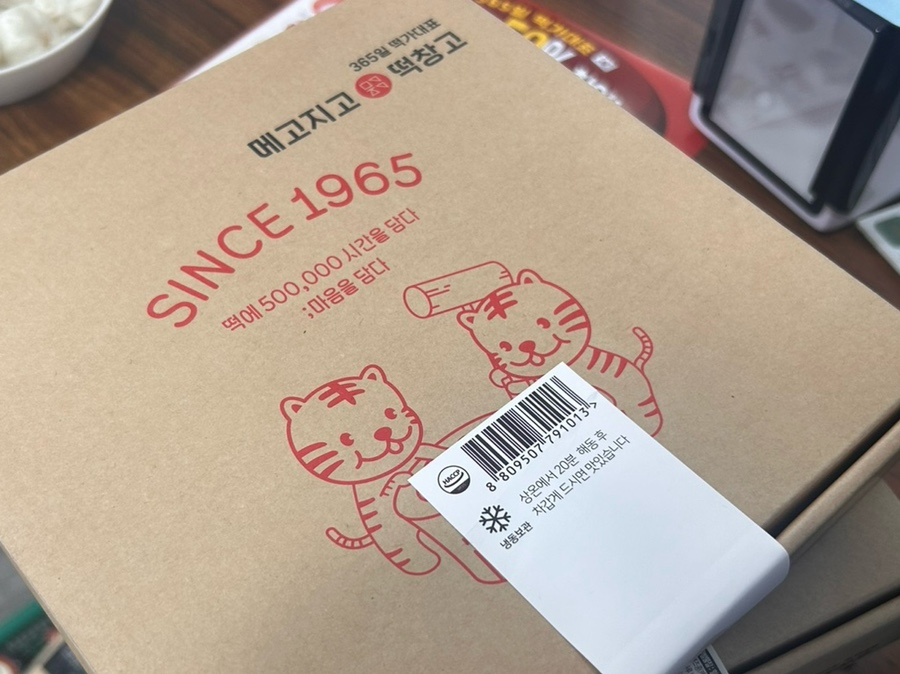 365일 떡가대표
메고지고 떡창고
SINCE 1965
떡에 500,000 시간을 담다
;마음을 담다
8 809507 791013 >
HACCP
상온에서 20분 해동 후
차갑게 드시면 맛있습니다
냉동보관